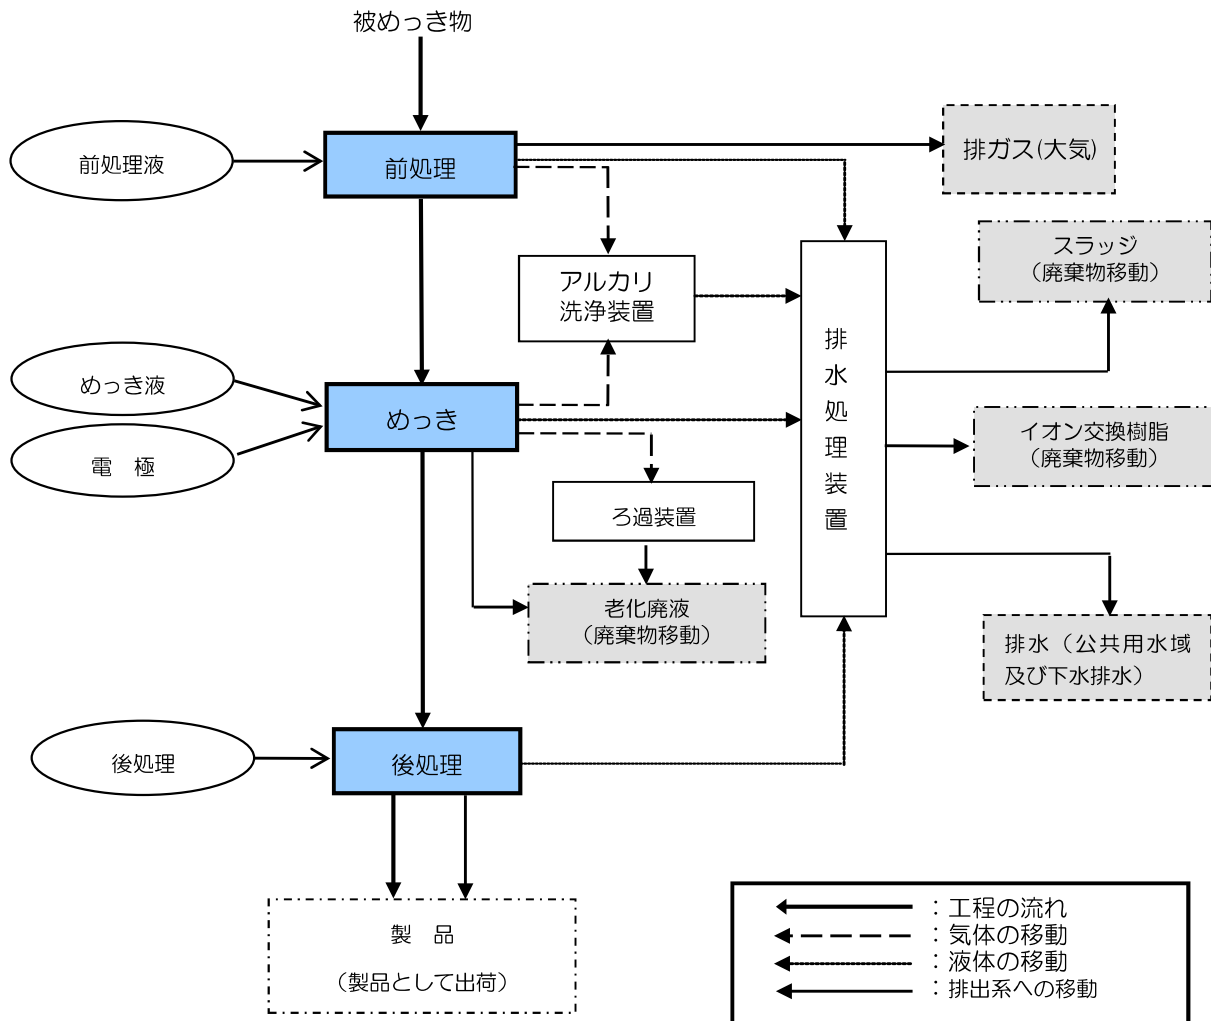 被めっき物
前処理液
前処理
排ガス(大気)
スラッジ
（廃棄物移動）
アルカリ
洗浄装置
排
水
処
理
装
置
めっき液
めっき
電　極
イオン交換樹脂
（廃棄物移動）
ろ過装置
老化廃液
（廃棄物移動）
排水（公共用水域
及び下水排水）
後処理
後処理
製　品
（製品として出荷）
：工程の流れ
：気体の移動
：液体の移動
：排出系への移動